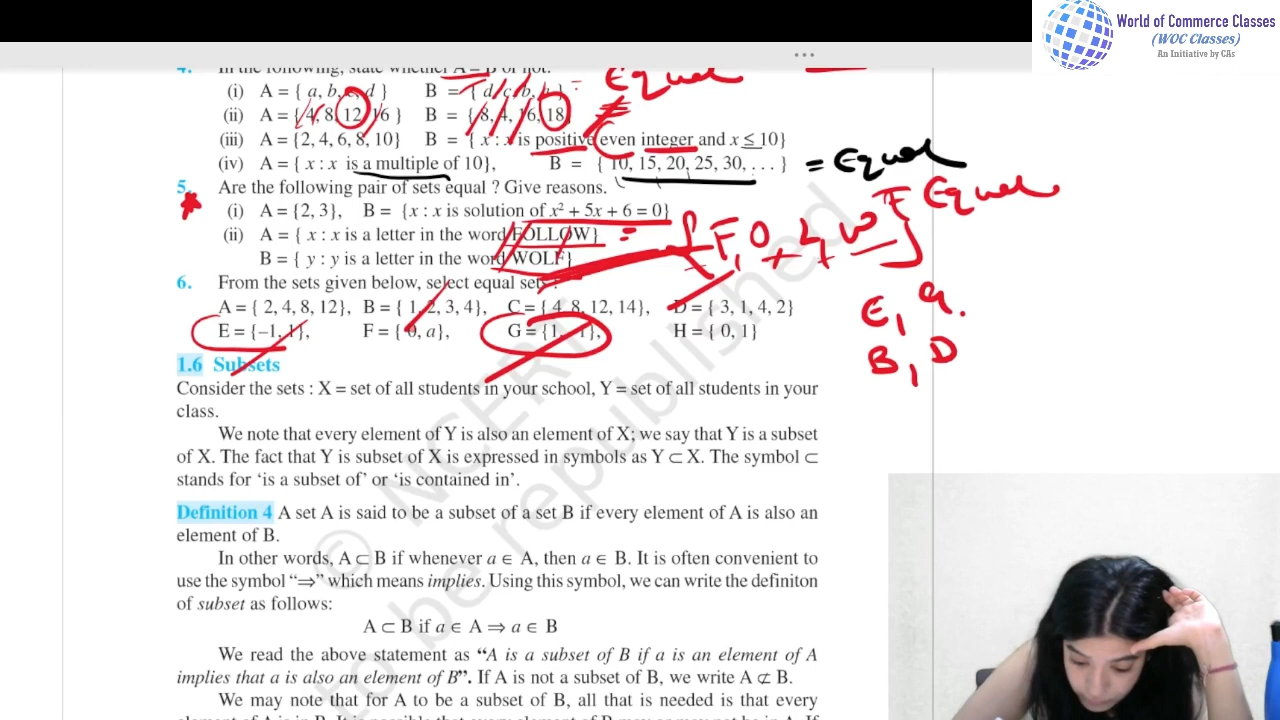 World of Commerce Classes
(WOC Classes)
An Initiative by CAs
...
4. In the following, state whether A = B or not:
(i) A = { a, b, c, d } B = { d, c, b, a } Equal
(ii) A = { 4, 8, 12, 16 } B = { 8, 4, 16, 18}
(iii) A = {2, 4, 6, 8, 10} B = { x : x is positive even integer and x ≤ 10}
(iv) A = { x : x is a multiple of 10}, B = { 10, 15, 20, 25, 30, . . . } = Equal
5. Are the following pair of sets equal ? Give reasons.
(i) A = {2, 3}, B = {x : x is solution of x² + 5x + 6 = 0} Equal
(ii) A = { x : x is a letter in the word FOLLOW} = { F, O, L, W }
B = { y : y is a letter in the word WOLF}
6. From the sets given below, select equal sets :
A = { 2, 4, 8, 12}, B = { 1, 2, 3, 4}, C = { 4, 8, 12, 14}, D = { 3, 1, 4, 2} E, G.
E = {–1, 1}, F = { 0, a}, G = {1, –1}, H = { 0, 1} B, D
1.6 Subsets
Consider the sets : X = set of all students in your school, Y = set of all students in your
class.
We note that every element of Y is also an element of X; we say that Y is a subset
of X. The fact that Y is subset of X is expressed in symbols as Y ⊂ X. The symbol ⊂
stands for ‘is a subset of’ or ‘is contained in’.
Definition 4 A set A is said to be a subset of a set B if every element of A is also an
element of B.
In other words, A ⊂ B if whenever a ∈ A, then a ∈ B. It is often convenient to
use the symbol “⇒” which means implies. Using this symbol, we can write the definiton
of subset as follows:
A ⊂ B if a ∈ A ⇒ a ∈ B
We read the above statement as “A is a subset of B if a is an element of A
implies that a is also an element of B”. If A is not a subset of B, we write A ⊄ B.
We may note that for A to be a subset of B, all that is needed is that every
© NCERT
to be republished